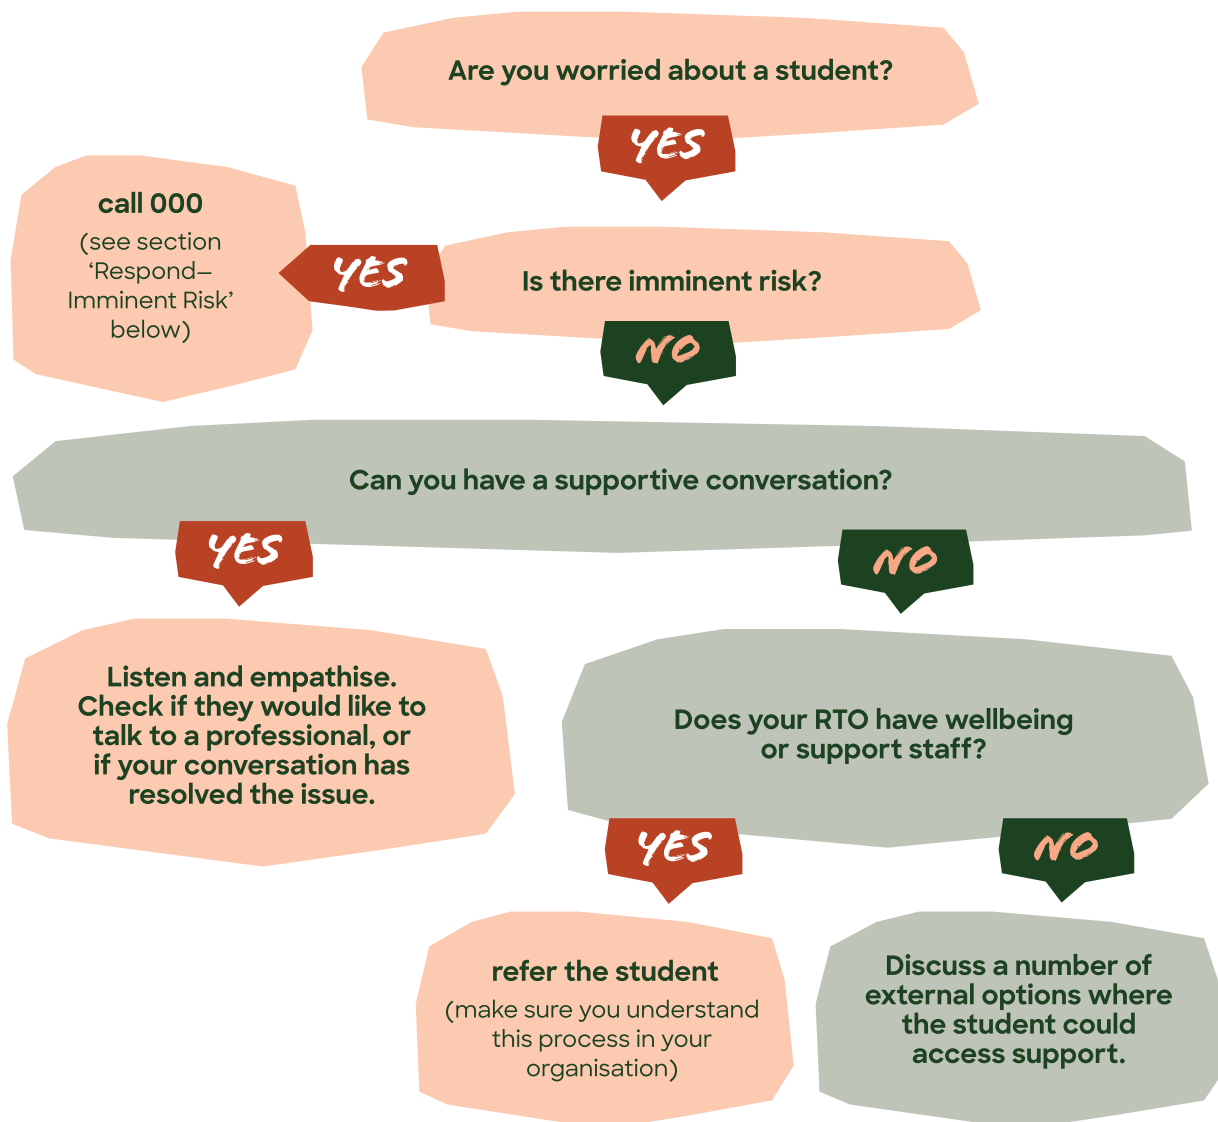 Are you worried about a student?
YES
call 000
(see section
‘Respond—
Imminent Risk’
below)
YES
Is there imminent risk?
NO
Can you have a supportive conversation?
YES
NO
Listen and empathise.
Check if they would like to
talk to a professional, or
if your conversation has
resolved the issue.
Does your RTO have wellbeing
or support staff?
YES
NO
refer the student
(make sure you understand
this process in your
organisation)
Discuss a number of
external options where
the student could
access support.